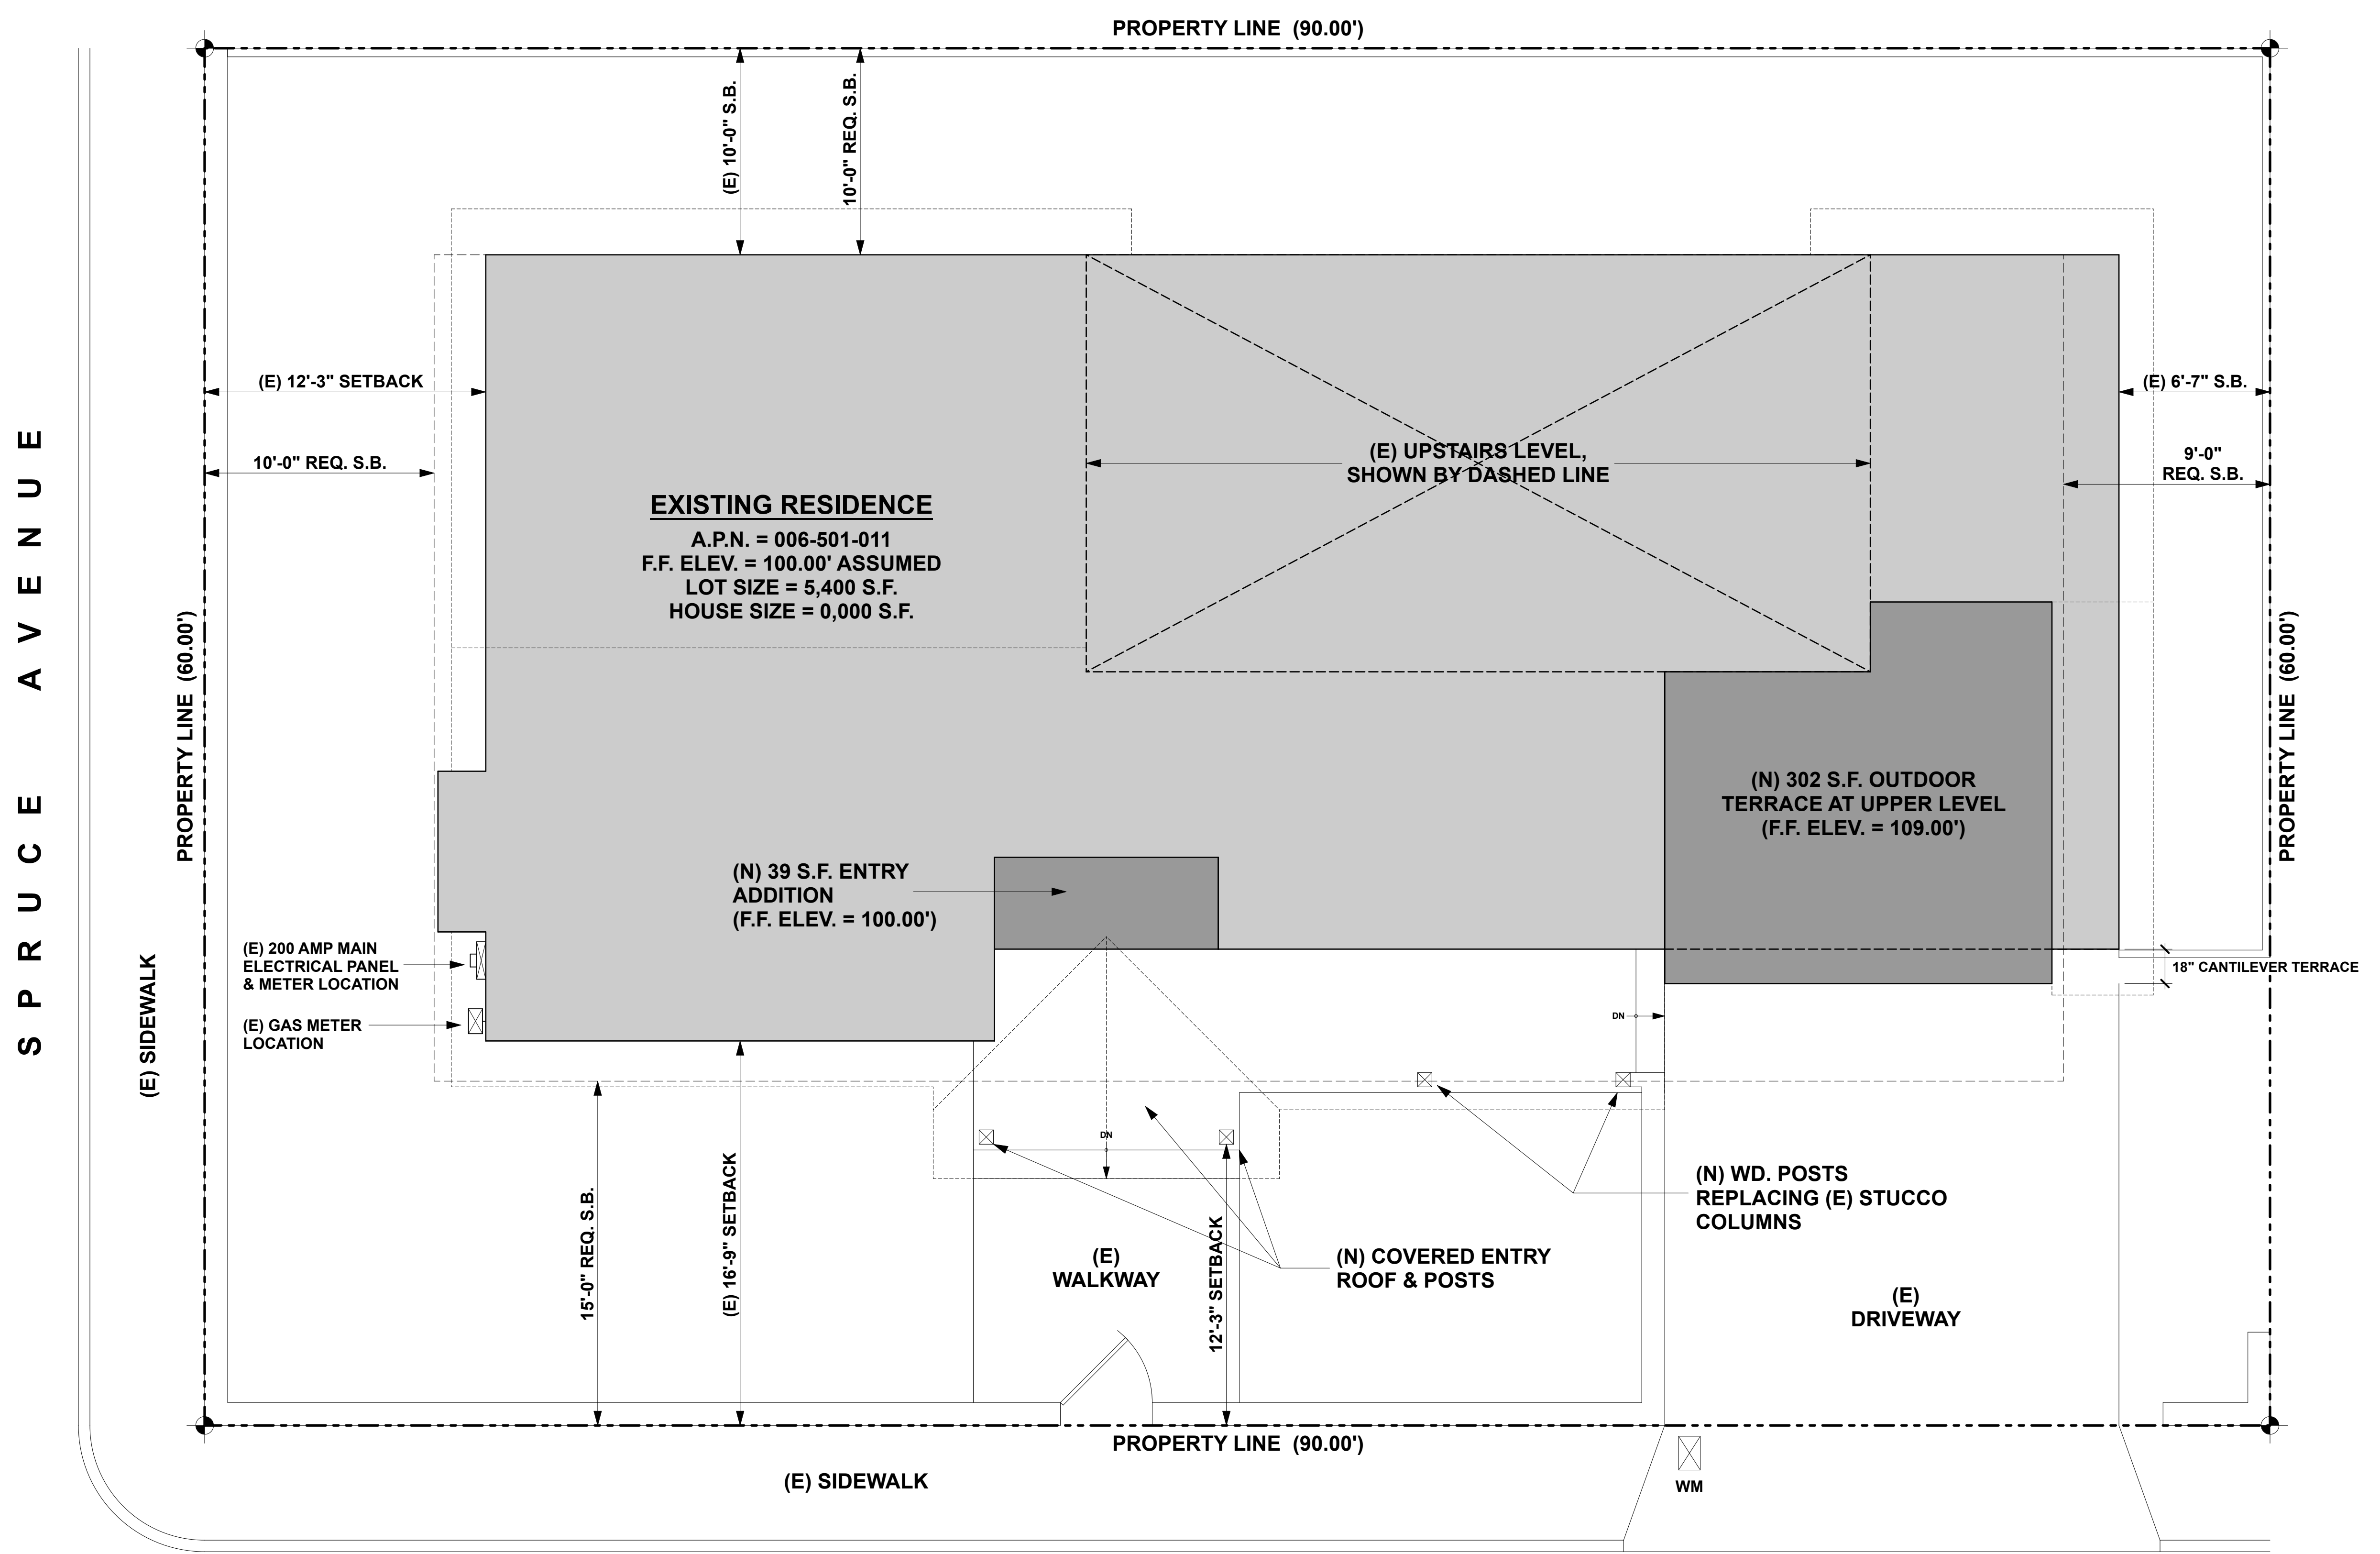 PROPERTY LINE (90.00')
(E) 10'-0" S.B.
10'-0" REQ. S.B.
(E) 12'-3" SETBACK
10'-0" REQ. S.B.
(E) 6'-7" S.B.
9'-0"
REQ. S.B.
(E) UPSTAIRS LEVEL,
SHOWN BY DASHED LINE
EXISTING RESIDENCE
A.P.N. = 006-501-011
F.F. ELEV. = 100.00' ASSUMED
LOT SIZE = 5,400 S.F.
HOUSE SIZE = 0,000 S.F.
SPRUCE AVENUE
PROPERTY LINE (60.00')
PROPERTY LINE (60.00')
(N) 302 S.F. OUTDOOR
TERRACE AT UPPER LEVEL
(F.F. ELEV. = 109.00')
(N) 39 S.F. ENTRY
ADDITION
(F.F. ELEV. = 100.00')
(E) 200 AMP MAIN
ELECTRICAL PANEL
& METER LOCATION
(E) GAS METER
LOCATION
(E) SIDEWALK
18" CANTILEVER TERRACE
DN
DN
15'-0" REQ. S.B.
(E) 16'-9" SETBACK
12'-3" SETBACK
(E)
WALKWAY
(N) COVERED ENTRY
ROOF & POSTS
(N) WD. POSTS
REPLACING (E) STUCCO
COLUMNS
(E)
DRIVEWAY
PROPERTY LINE (90.00')
(E) SIDEWALK
WM